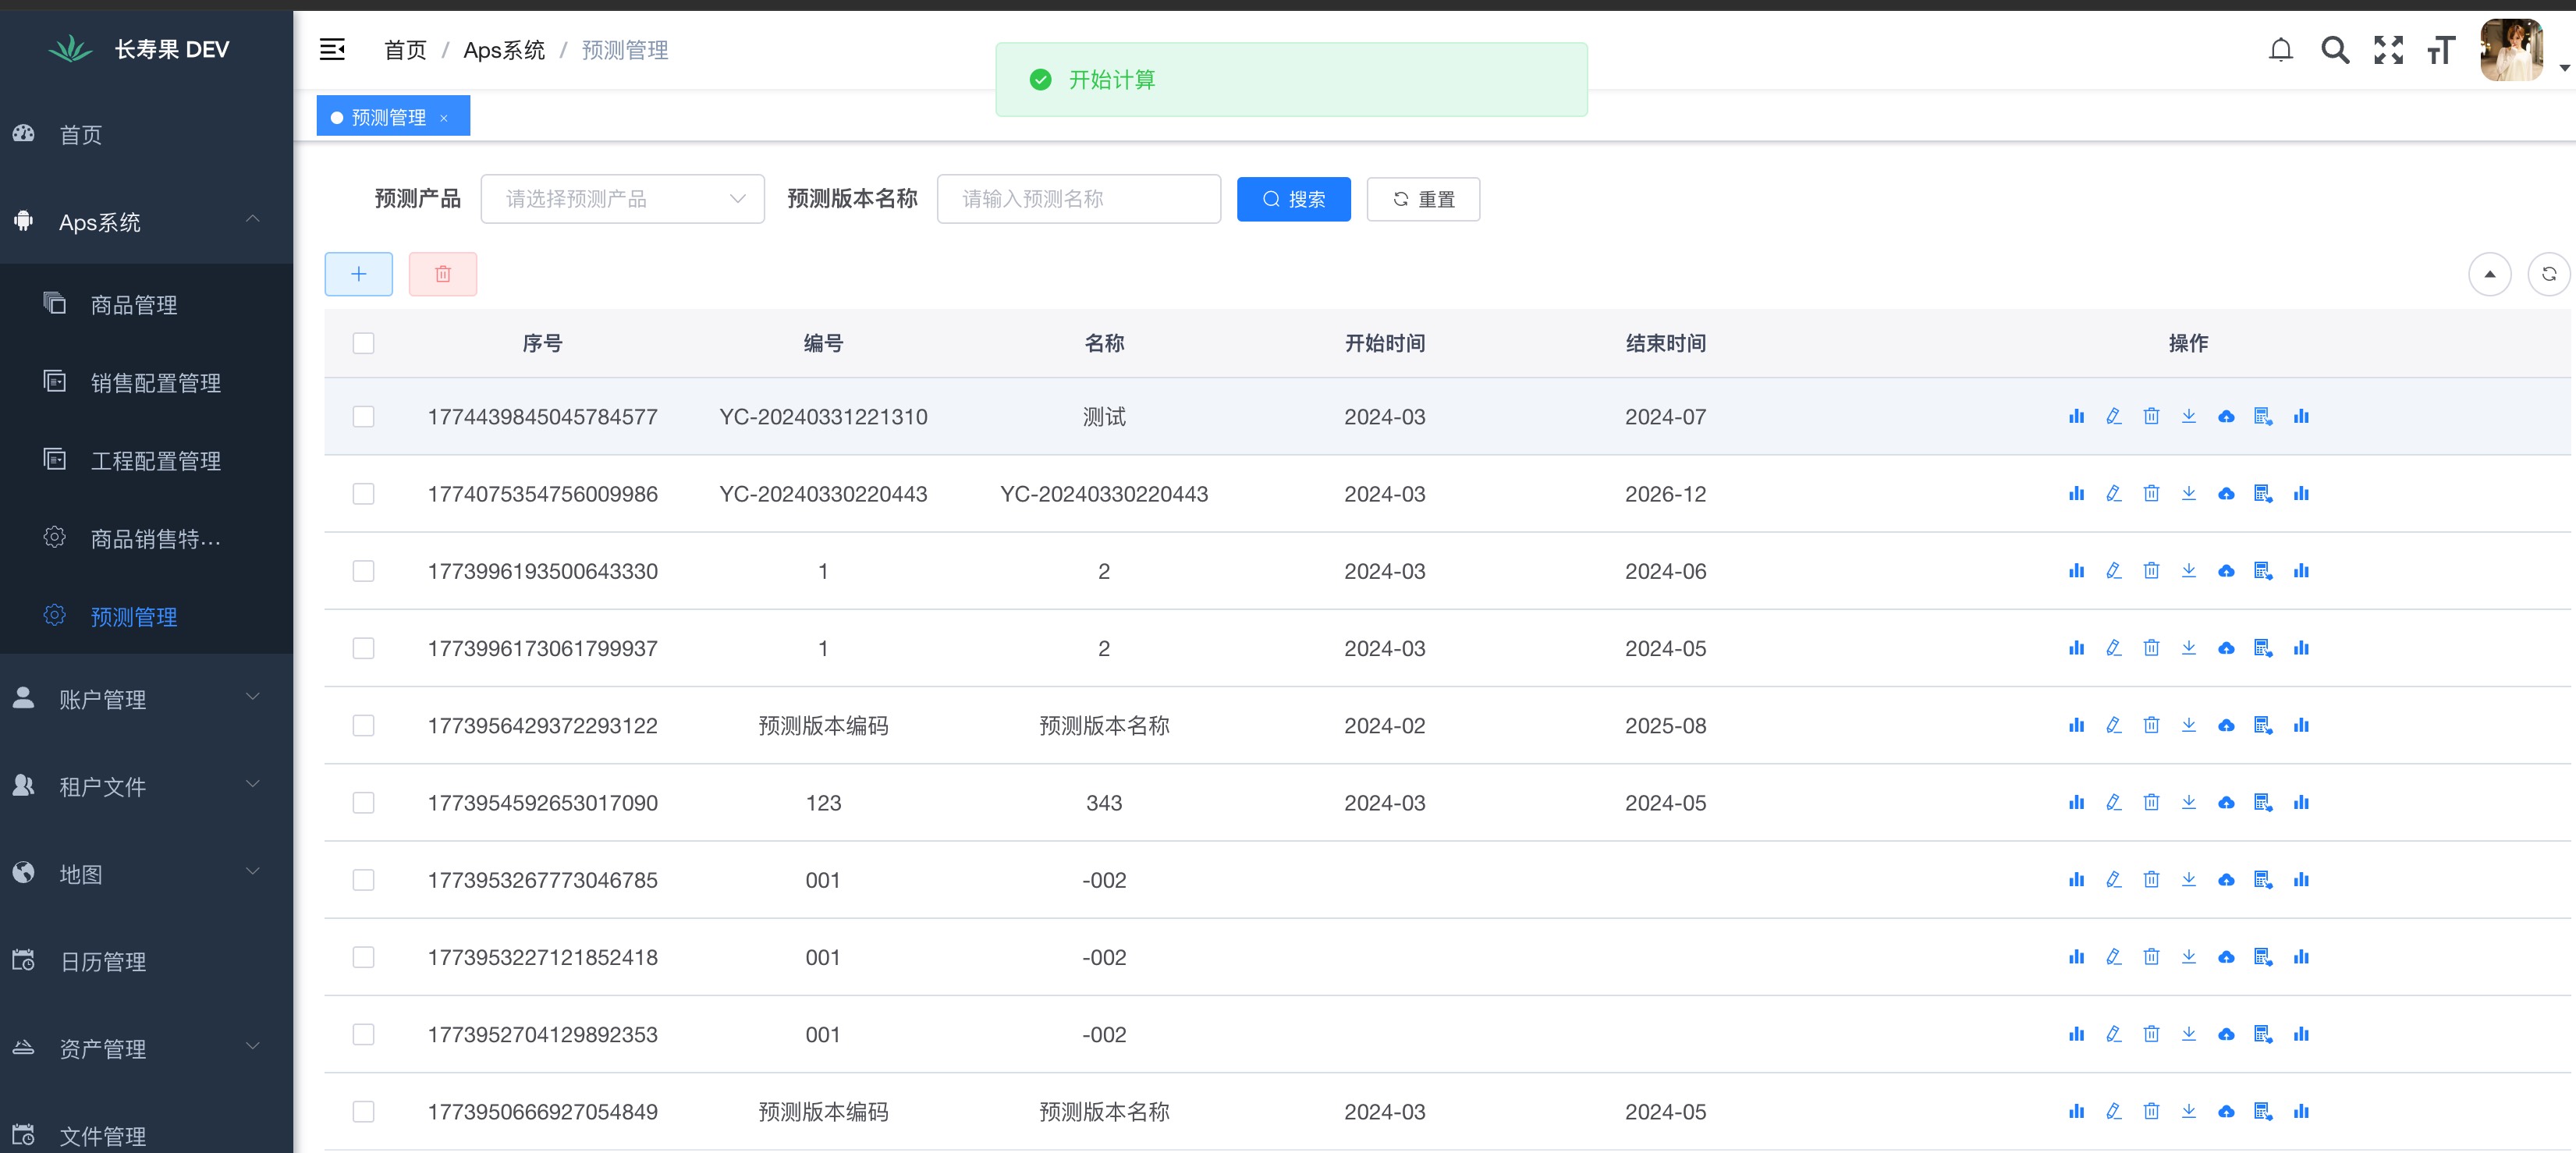 长寿果 DEV
首页 / Aps系统 / 预测管理
开始计算
预测管理 ×
首页
Aps系统
商品管理
销售配置管理
工程配置管理
商品销售特...
预测管理
账户管理
租户文件
地图
日历管理
资产管理
文件管理
预测产品 请选择预测产品 预测版本名称 请输入预测名称 搜索 重置
序号 编号 名称 开始时间 结束时间 操作
1774439845045784577 YC-20240331221310 测试 2024-03 2024-07
1774075354756009986 YC-20240330220443 YC-20240330220443 2024-03 2026-12
1773996193500643330 1 2 2024-03 2024-06
1773996173061799937 1 2 2024-03 2024-05
1773956429372293122 预测版本编码 预测版本名称 2024-02 2025-08
1773954592653017090 123 343 2024-03 2024-05
1773953267773046785 001 -002
1773953227121852418 001 -002
1773952704129892353 001 -002
1773950666927054849 预测版本编码 预测版本名称 2024-03 2024-05